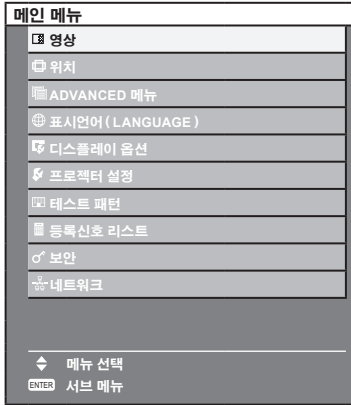 메인 메뉴
영상
위치
ADVANCED 메뉴
표시언어(LANGUAGE)
디스플레이 옵션
프로젝터 설정
테스트 패턴
등록신호 리스트
보안
네트워크
메뉴 선택
ENTER 서브 메뉴